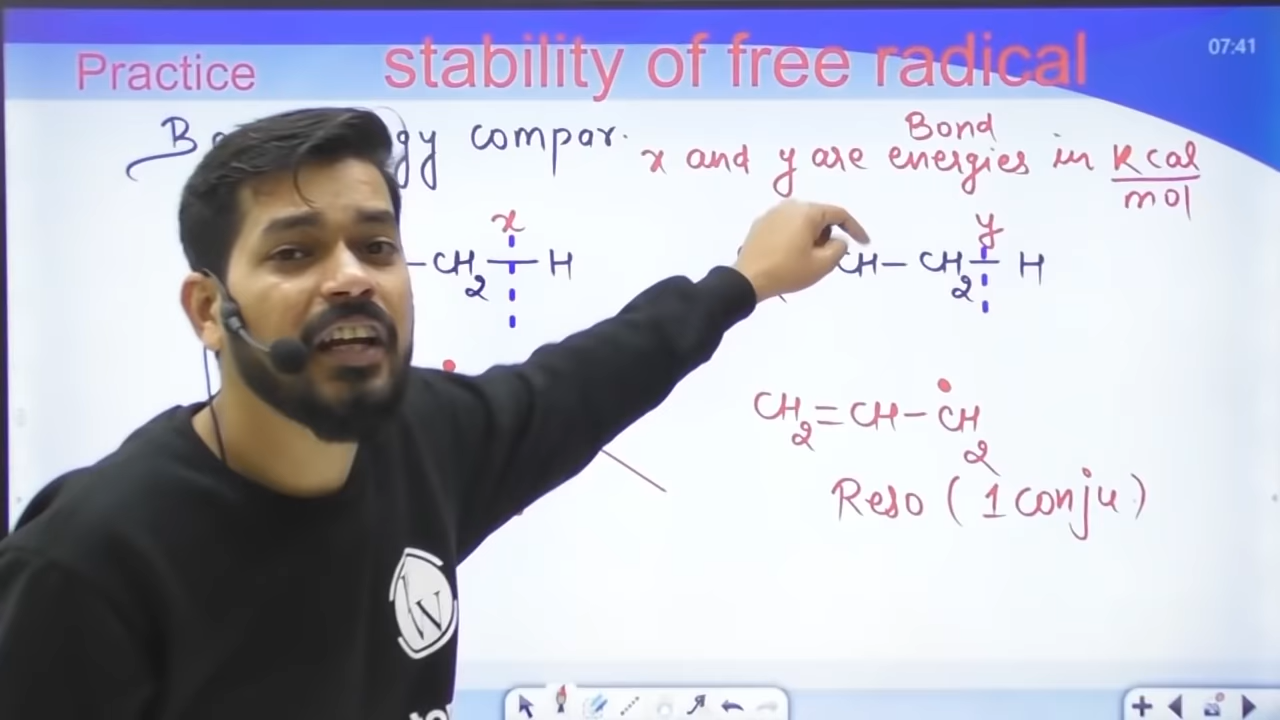 Practice
stability of free radical
07:41
compar.
Bond
x and y are energies in Kcal/mol
x
-CH2-H
y
CH-CH2-H
CH2=CH-CH2
Reso (1 conju)